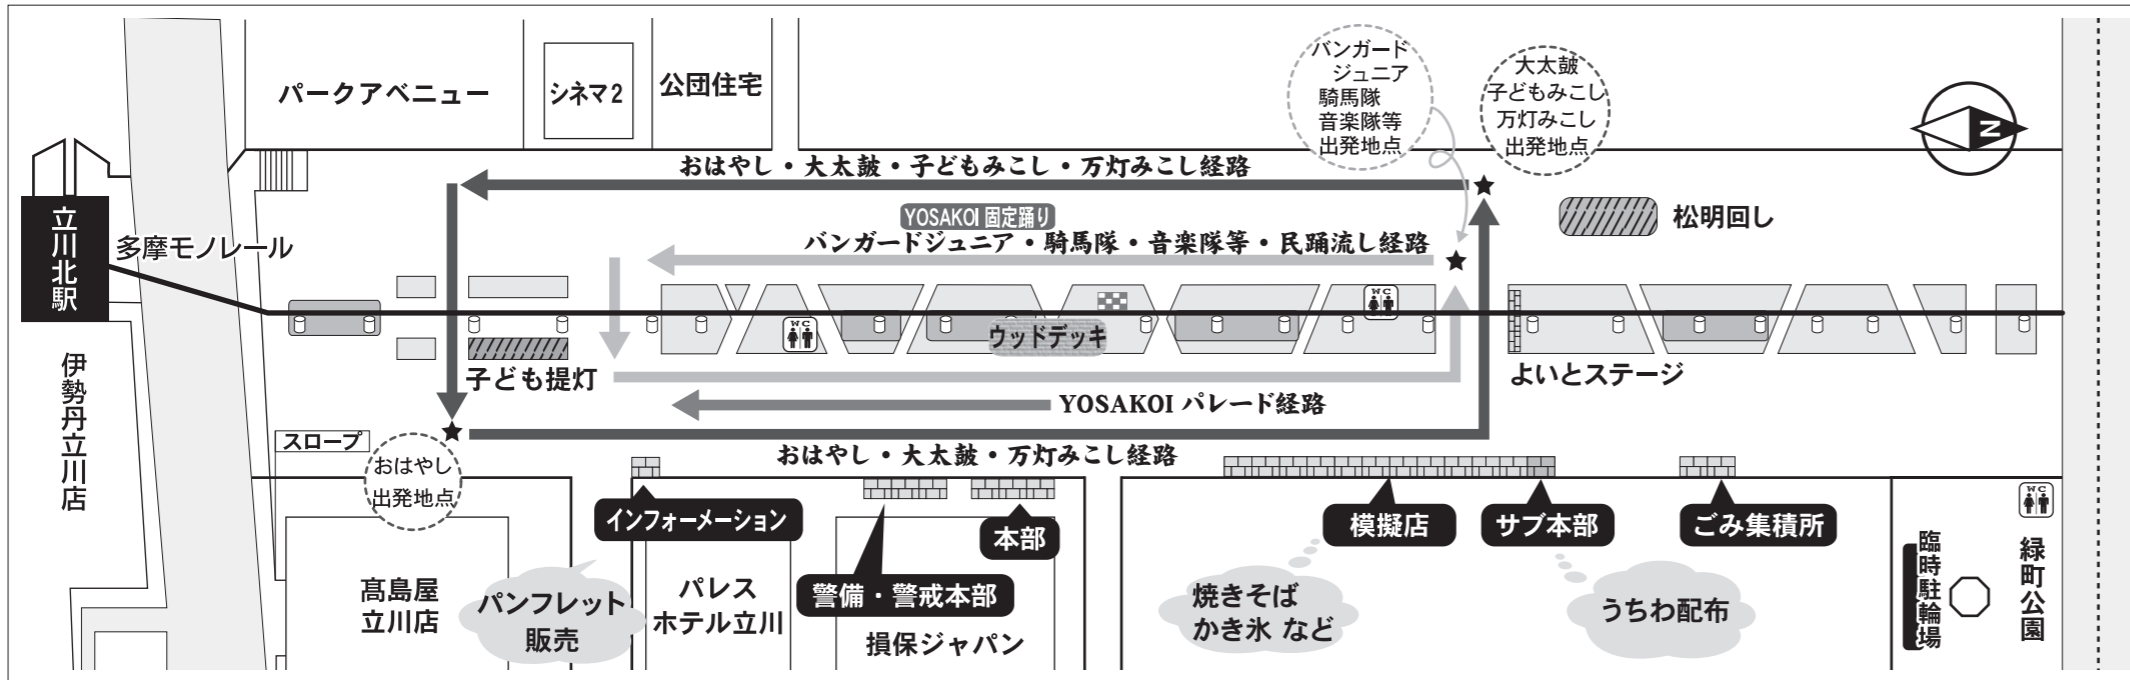 パークアベニュー
シネマ2
公団住宅
バンガード
ジュニア
騎馬隊
音楽隊等
出発地点
大太鼓
子どもみこし
万灯みこし
出発地点
N
おはやし・大太鼓・子どもみこし・万灯みこし経路
YOSAKOI 固定踊り
バンガードジュニア・騎馬隊・音楽隊等・民踊流し経路
松明回し
立川北駅
多摩モノレール
WC
WC
ウッドデッキ
伊勢丹立川店
子ども提灯
よいとステージ
YOSAKOI パレード経路
スロープ
おはやし
出発地点
おはやし・大太鼓・万灯みこし経路
インフォーメーション
本部
模擬店
サブ本部
ごみ集積所
WC
髙島屋
立川店
パンフレット
販売
パレス
ホテル立川
警備・警戒本部
損保ジャパン
焼きそば
かき氷 など
うちわ配布
臨時駐輪場
緑町公園